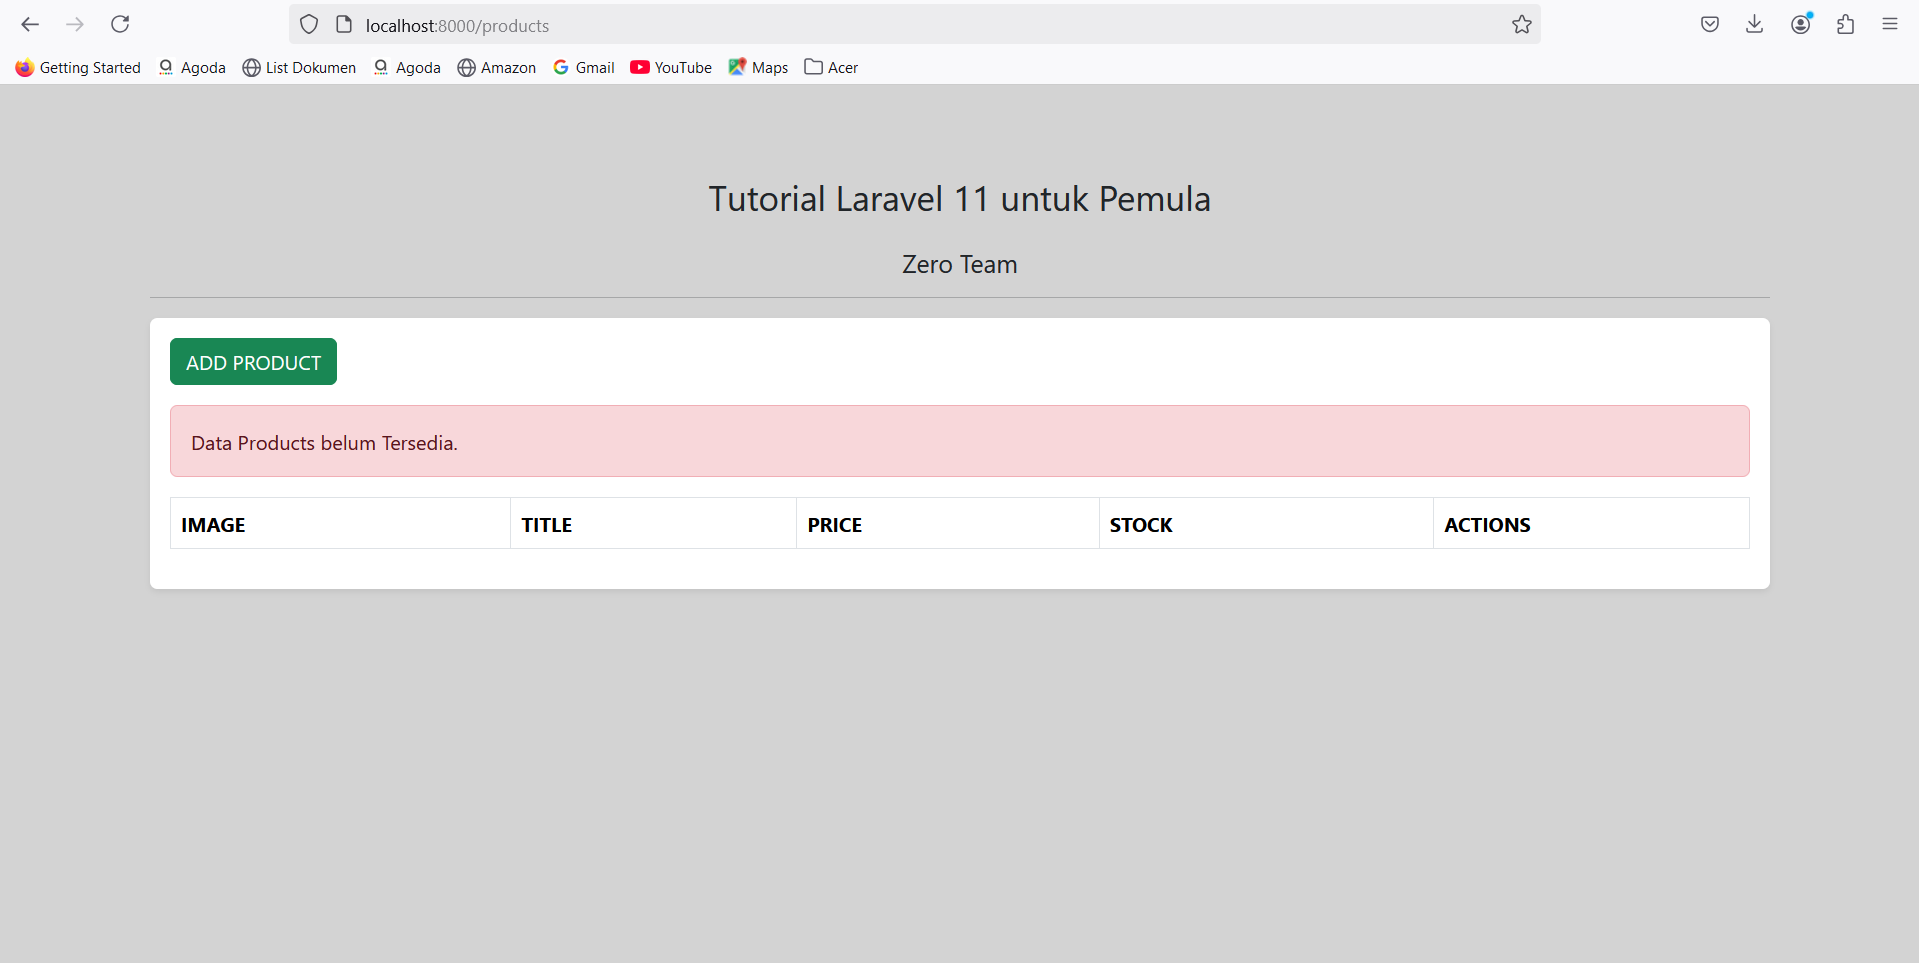 localhost:8000/products
Getting Started Agoda List Dokumen Agoda Amazon Gmail YouTube Maps Acer
Tutorial Laravel 11 untuk Pemula
Zero Team
ADD PRODUCT
Data Products belum Tersedia.
IMAGE TITLE PRICE STOCK ACTIONS